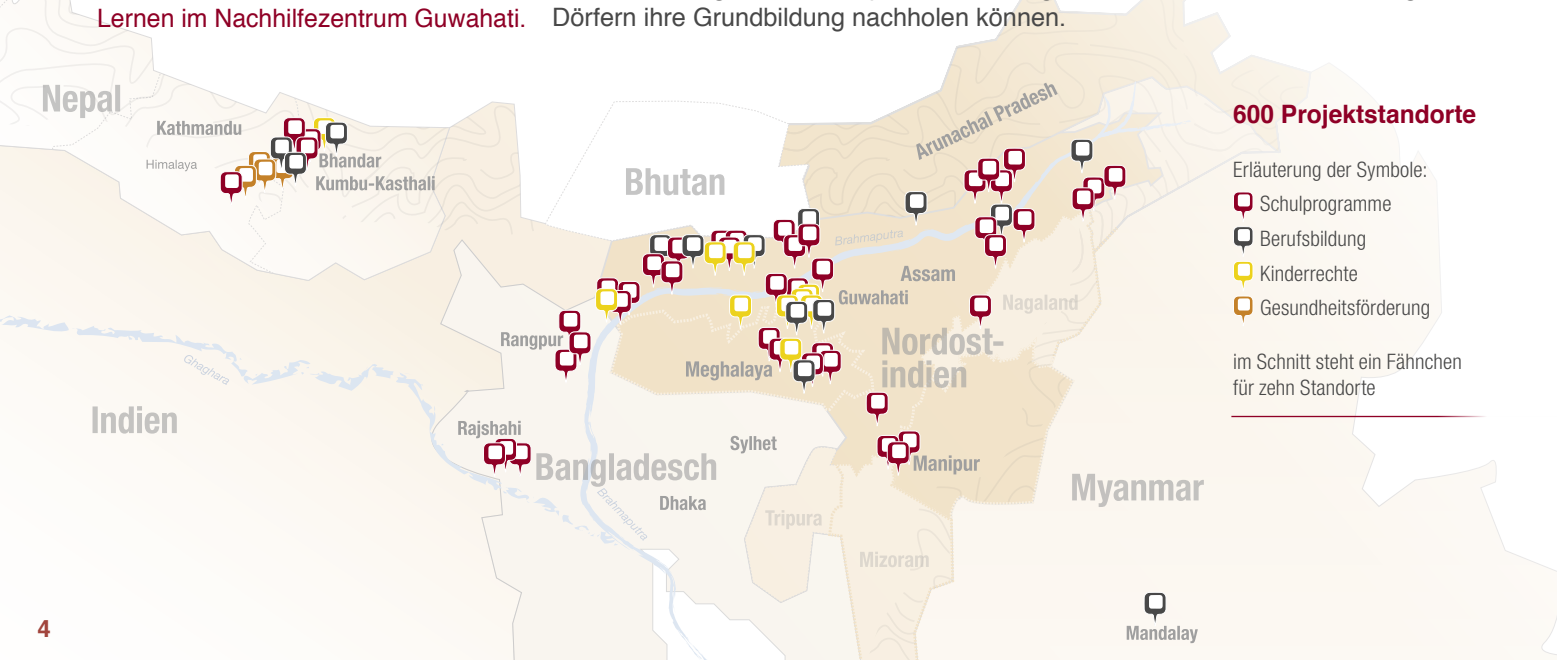 Lernen im Nachhilfezentrum Guwahati.
Dörfern ihre Grundbildung nachholen können.
Nepal
Kathmandu
Himalaya
Bhandar
Kumbu-Kasthali
Bhutan
Arunachal Pradesh
Brahmaputra
Assam
Guwahati
Nagaland
Nordost-
indien
Rangpur
Meghalaya
Ghaghara
Indien
Rajshahi
Bangladesch
Sylhet
Dhaka
Brahmaputra
Manipur
Tripura
Mizoram
Myanmar
Mandalay
600 Projektstandorte
Erläuterung der Symbole:
Schulprogramme
Berufsbildung
Kinderrechte
Gesundheitsförderung
im Schnitt steht ein Fähnchen
für zehn Standorte
4